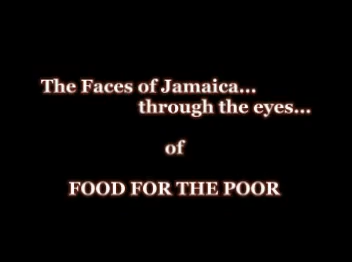 The Faces of Jamaica...
through the eyes...
of
FOOD FOR THE POOR